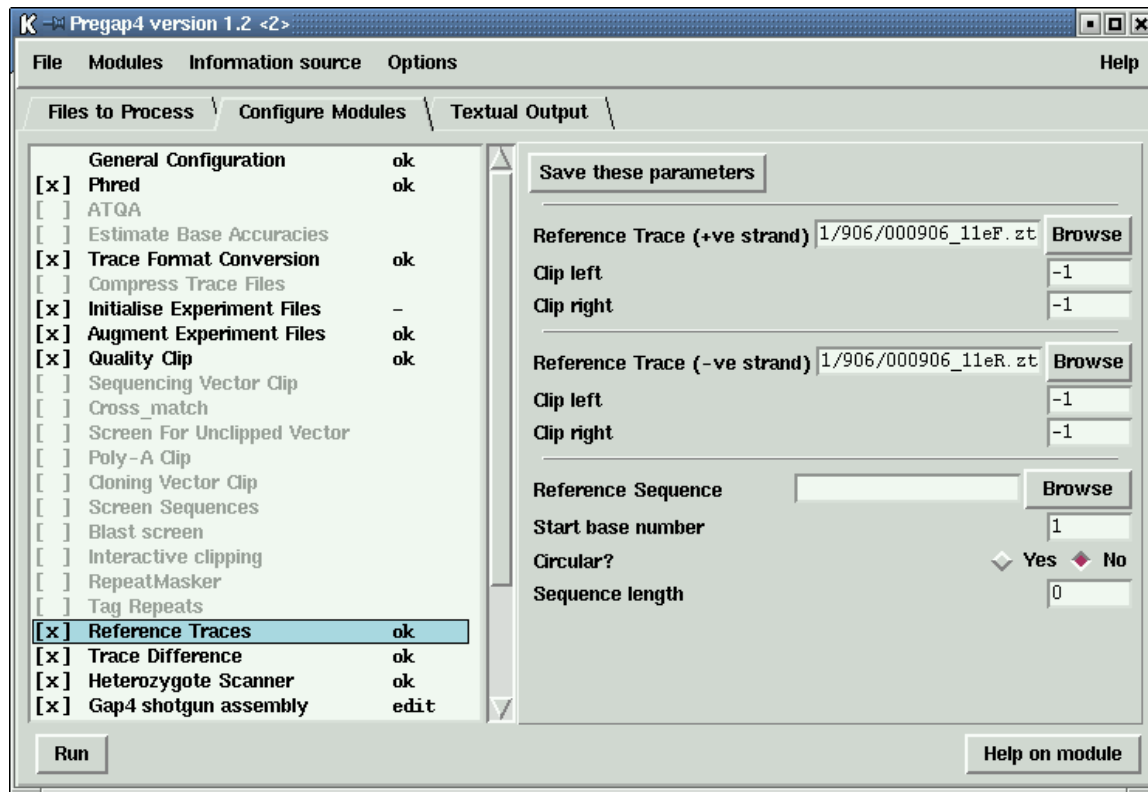 Pregap4 version 1.2 <2>
File Modules Information source Options Help
Files to Process Configure Modules Textual Output
General Configuration ok
[x] Phred ok
[ ] ATQA
[ ] Estimate Base Accuracies
[x] Trace Format Conversion ok
[ ] Compress Trace Files
[x] Initialise Experiment Files -
[x] Augment Experiment Files ok
[x] Quality Clip ok
[ ] Sequencing Vector Clip
[ ] Cross_match
[ ] Screen For Unclipped Vector
[ ] Poly-A Clip
[ ] Cloning Vector Clip
[ ] Screen Sequences
[ ] Blast screen
[ ] Interactive clipping
[ ] RepeatMasker
[ ] Tag Repeats
[x] Reference Traces ok
[x] Trace Difference ok
[x] Heterozygote Scanner ok
[x] Gap4 shotgun assembly edit
Save these parameters
Reference Trace (+ve strand) 1/906/000906_11eF.zt Browse
Clip left -1
Clip right -1
Reference Trace (-ve strand) 1/906/000906_11eR.zt Browse
Clip left -1
Clip right -1
Reference Sequence Browse
Start base number 1
Circular? Yes No
Sequence length 0
Run Help on module